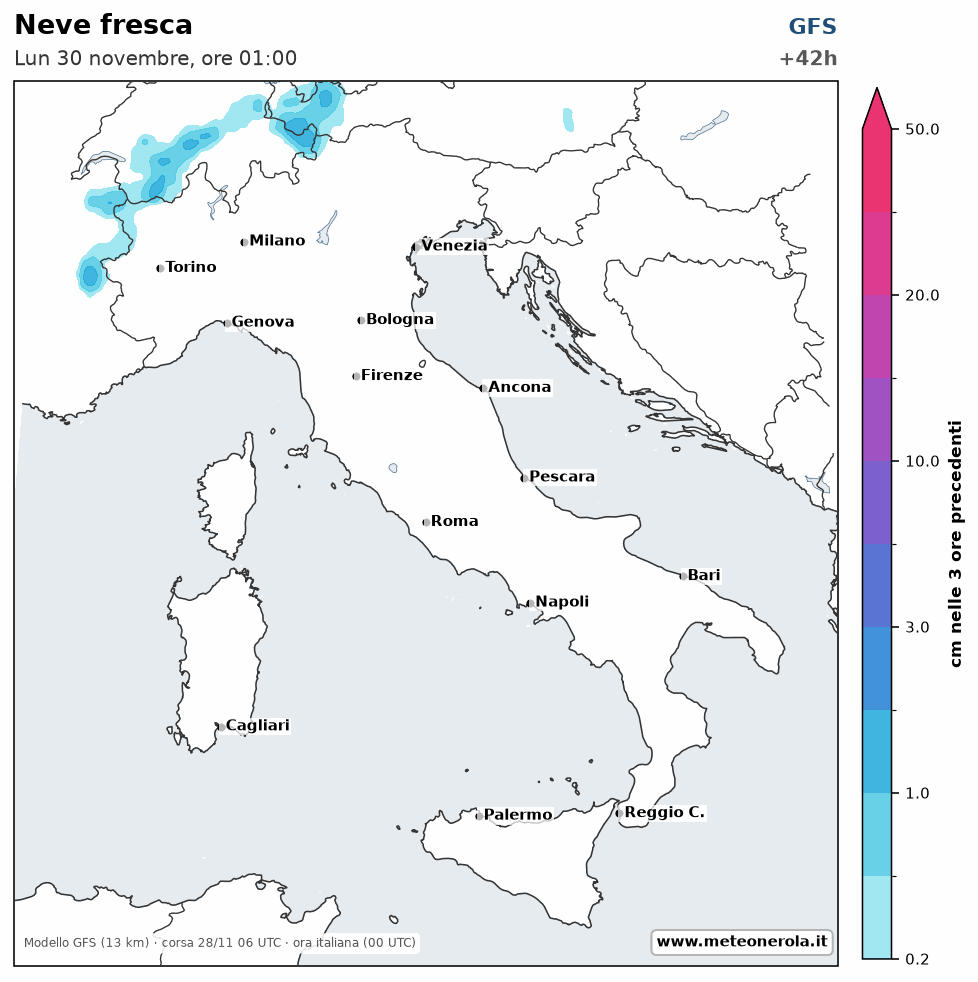 Neve fresca
GFS
Lun 30 novembre, ore 01:00
+42h
50.0
20.0
10.0
3.0
1.0
0.2
cm nelle 3 ore precedenti
Venezia
Milano
Torino
Bologna
Genova
Firenze
Ancona
Pescara
Roma
Bari
Napoli
Cagliari
Palermo
Reggio C.
Modello GFS (13 km) · corsa 28/11 06 UTC · ora italiana (00 UTC)
www.meteonerola.it